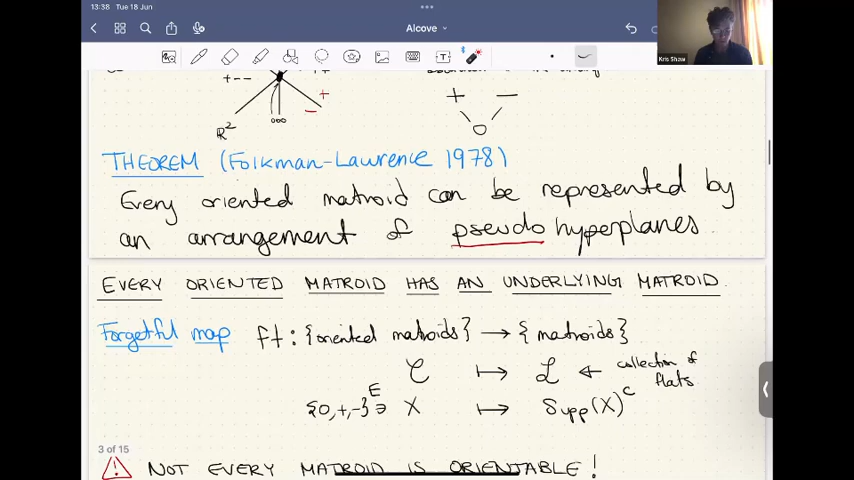 13:38 Tue 18 Jun
Alcove
Kris Shaw
+ − −
+
−
R²
000
+ −
0
THEOREM (Folkman-Lawrence 1978)
Every oriented matroid can be represented by
an arrangement of pseudo hyperplanes.
EVERY ORIENTED MATROID HAS AN UNDERLYING MATROID.
Forgetful map ft : {oriented matroids} → {matroids}
C ↦ L ← collection of flats
{0,+,-}^E ∋ X ↦ Supp(X)^c
3 of 15
NOT EVERY MATROID IS ORIENTABLE!